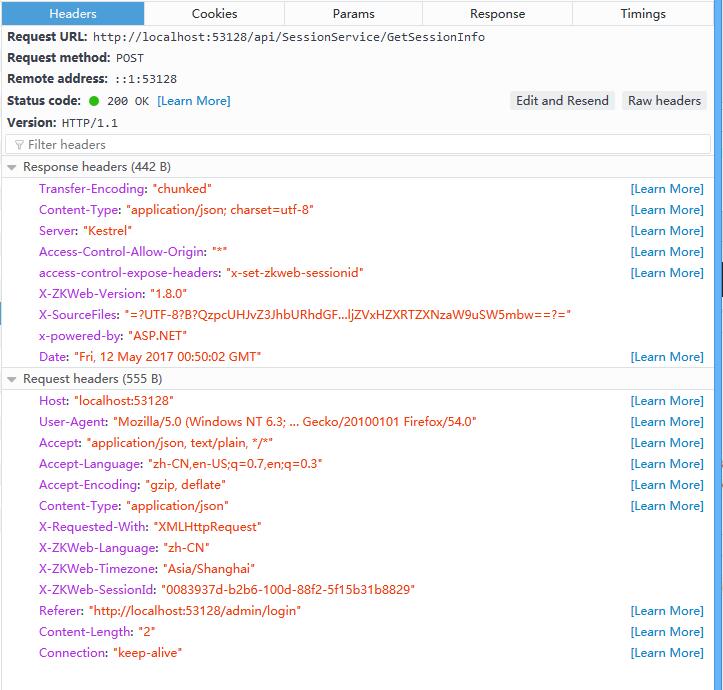 Headers Cookies Params Response Timings
Request URL: http://localhost:53128/api/SessionService/GetSessionInfo
Request method: POST
Remote address: ::1:53128
Status code: 200 OK [Learn More] Edit and Resend Raw headers
Version: HTTP/1.1
Filter headers
Response headers (442 B)
Transfer-Encoding: "chunked" [Learn More]
Content-Type: "application/json; charset=utf-8" [Learn More]
Server: "Kestrel" [Learn More]
Access-Control-Allow-Origin: "*" [Learn More]
access-control-expose-headers: "x-set-zkweb-sessionid" [Learn More]
X-ZKWeb-Version: "1.8.0"
X-SourceFiles: "=?UTF-8?B?QzpcUHJvZ3JhbURhdGF...ljZVxHZXRTZXNzaW9uSW5mbw==?="
x-powered-by: "ASP.NET"
Date: "Fri, 12 May 2017 00:50:02 GMT" [Learn More]
Request headers (555 B)
Host: "localhost:53128" [Learn More]
User-Agent: "Mozilla/5.0 (Windows NT 6.3; ... Gecko/20100101 Firefox/54.0" [Learn More]
Accept: "application/json, text/plain, */*" [Learn More]
Accept-Language: "zh-CN,en-US;q=0.7,en;q=0.3" [Learn More]
Accept-Encoding: "gzip, deflate" [Learn More]
Content-Type: "application/json" [Learn More]
X-Requested-With: "XMLHttpRequest"
X-ZKWeb-Language: "zh-CN"
X-ZKWeb-Timezone: "Asia/Shanghai"
X-ZKWeb-SessionId: "0083937d-b2b6-100d-88f2-5f15b31b8829"
Referer: "http://localhost:53128/admin/login" [Learn More]
Content-Length: "2" [Learn More]
Connection: "keep-alive" [Learn More]